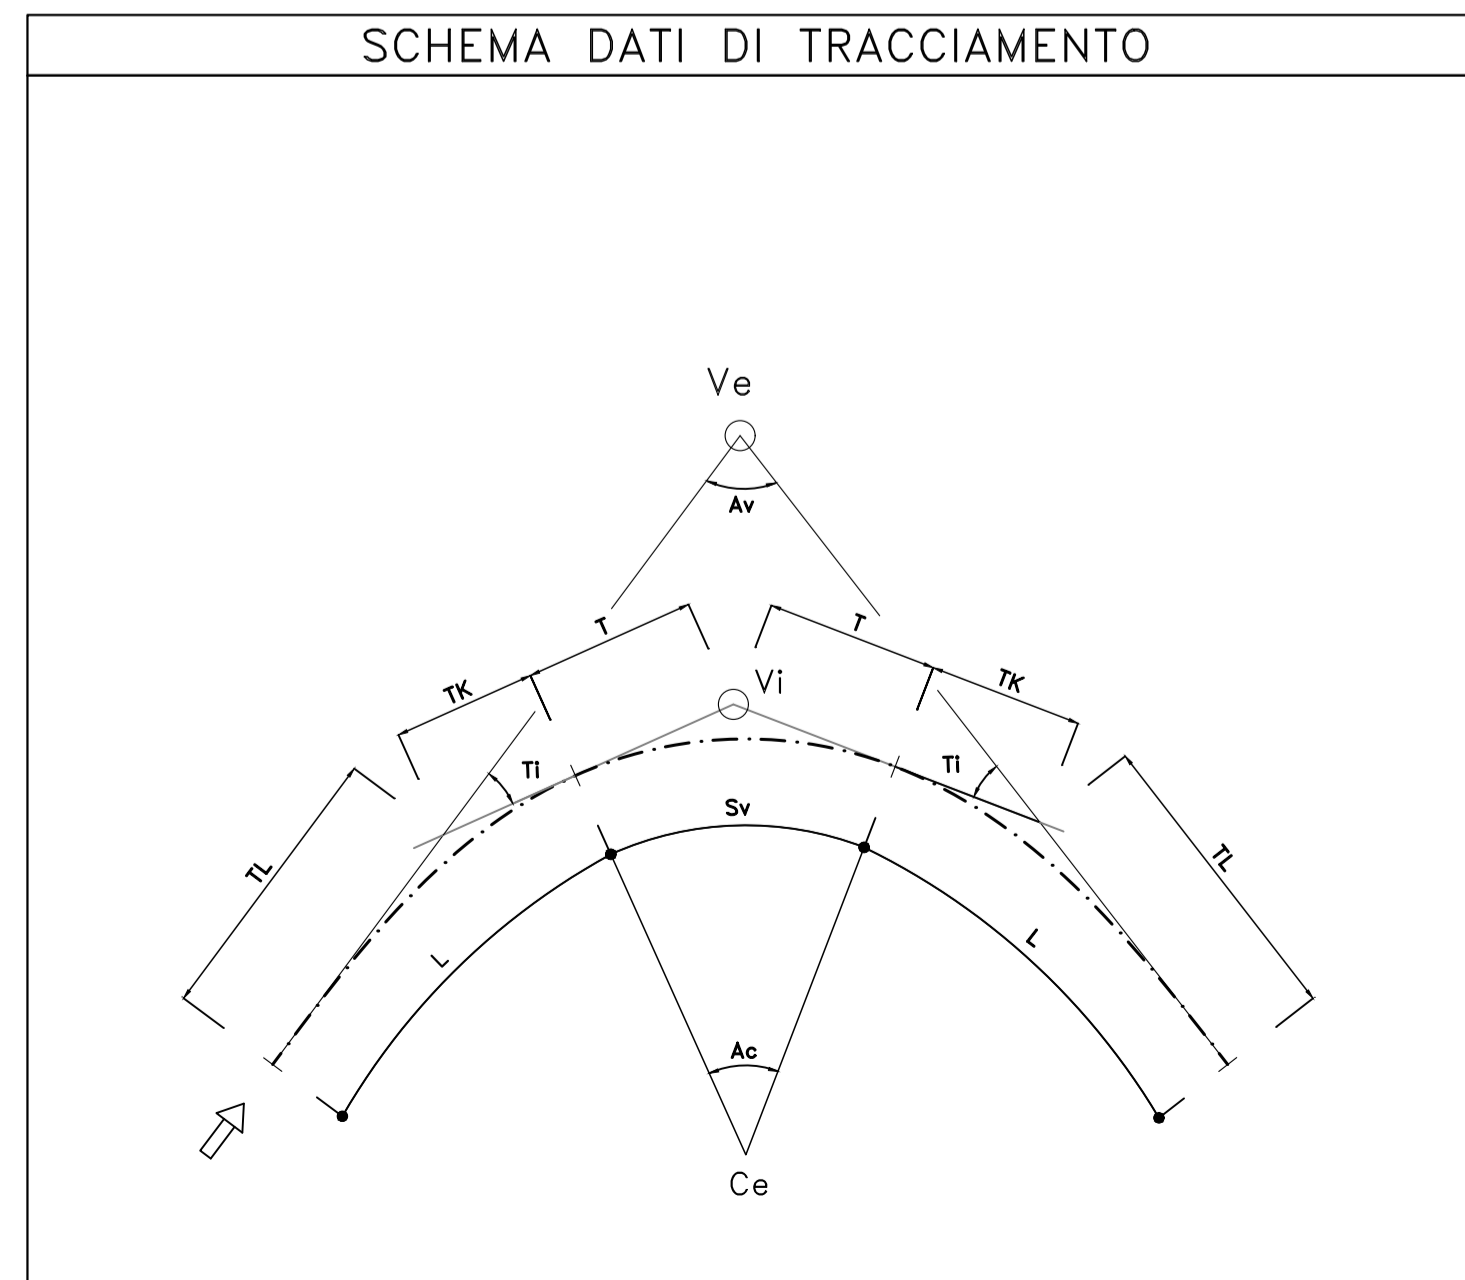 SCHEMA DATI DI TRACCIAMENTO
Ve
Av
T
T
TK
TK
Vi
Ti
Ti
Sv
TL
TL
L
L
Ac
Ce